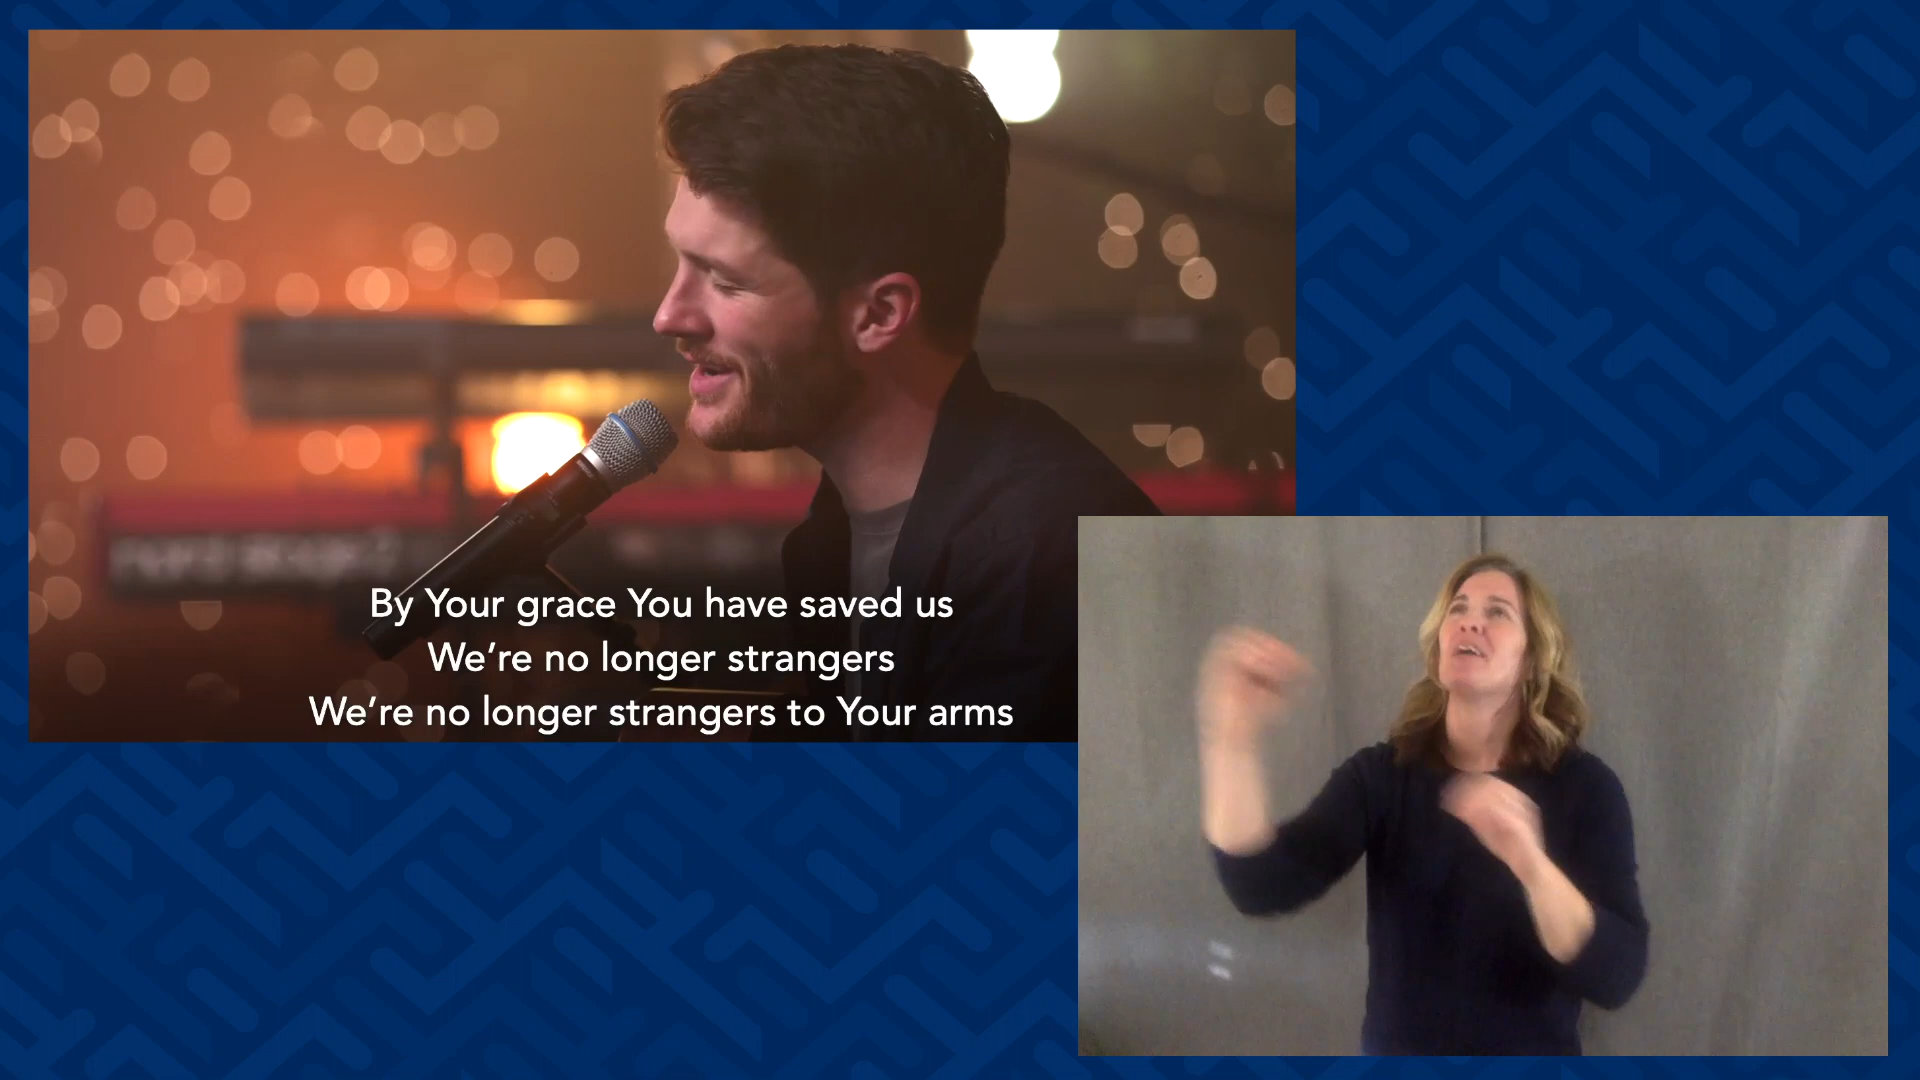 By Your grace You have saved us
We're no longer strangers
We're no longer strangers to Your arms